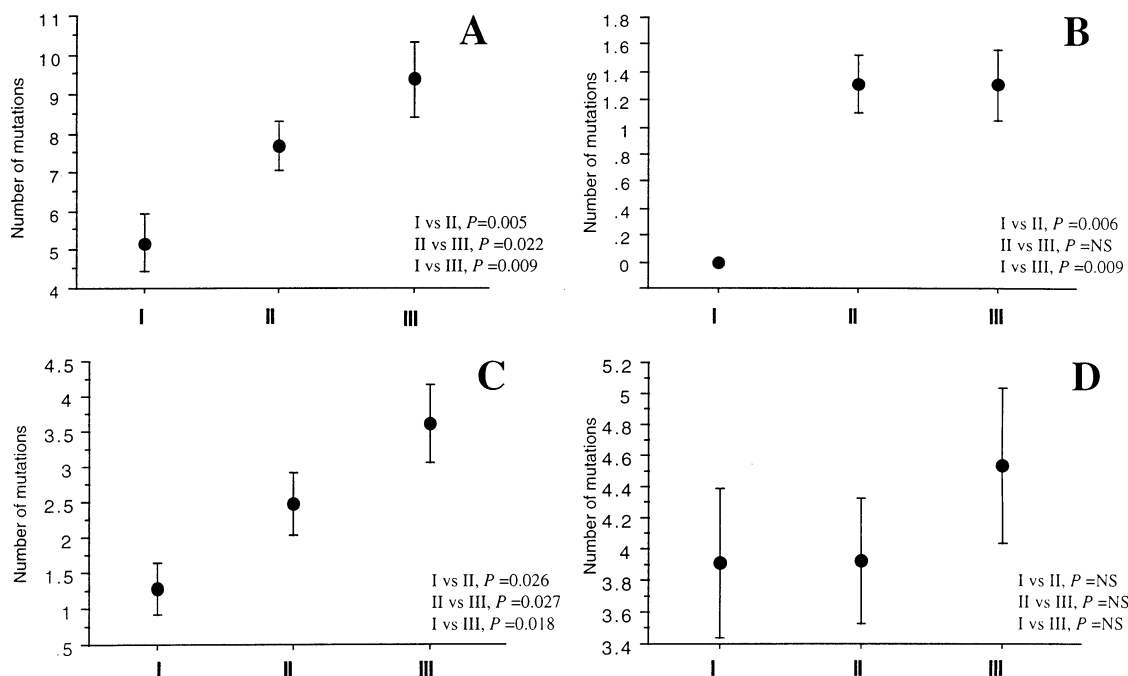 A
Number of mutations
11
10
9
8
7
6
5
4
I vs II, P=0.005
II vs III, P =0.022
I vs III, P =0.009
I
II
III
B
Number of mutations
1.8
1.6
1.4
1.2
1
.8
.6
.4
.2
0
I vs II, P =0.006
II vs III, P =NS
I vs III, P =0.009
I
II
III
C
Number of mutations
4.5
4
3.5
3
2.5
2
1.5
1
.5
I vs II, P =0.026
II vs III, P =0.027
I vs III, P =0.018
I
II
III
D
Number of mutations
5.2
5
4.8
4.6
4.4
4.2
4
3.8
3.6
3.4
I vs II, P =NS
II vs III, P =NS
I vs III, P =NS
I
II
III